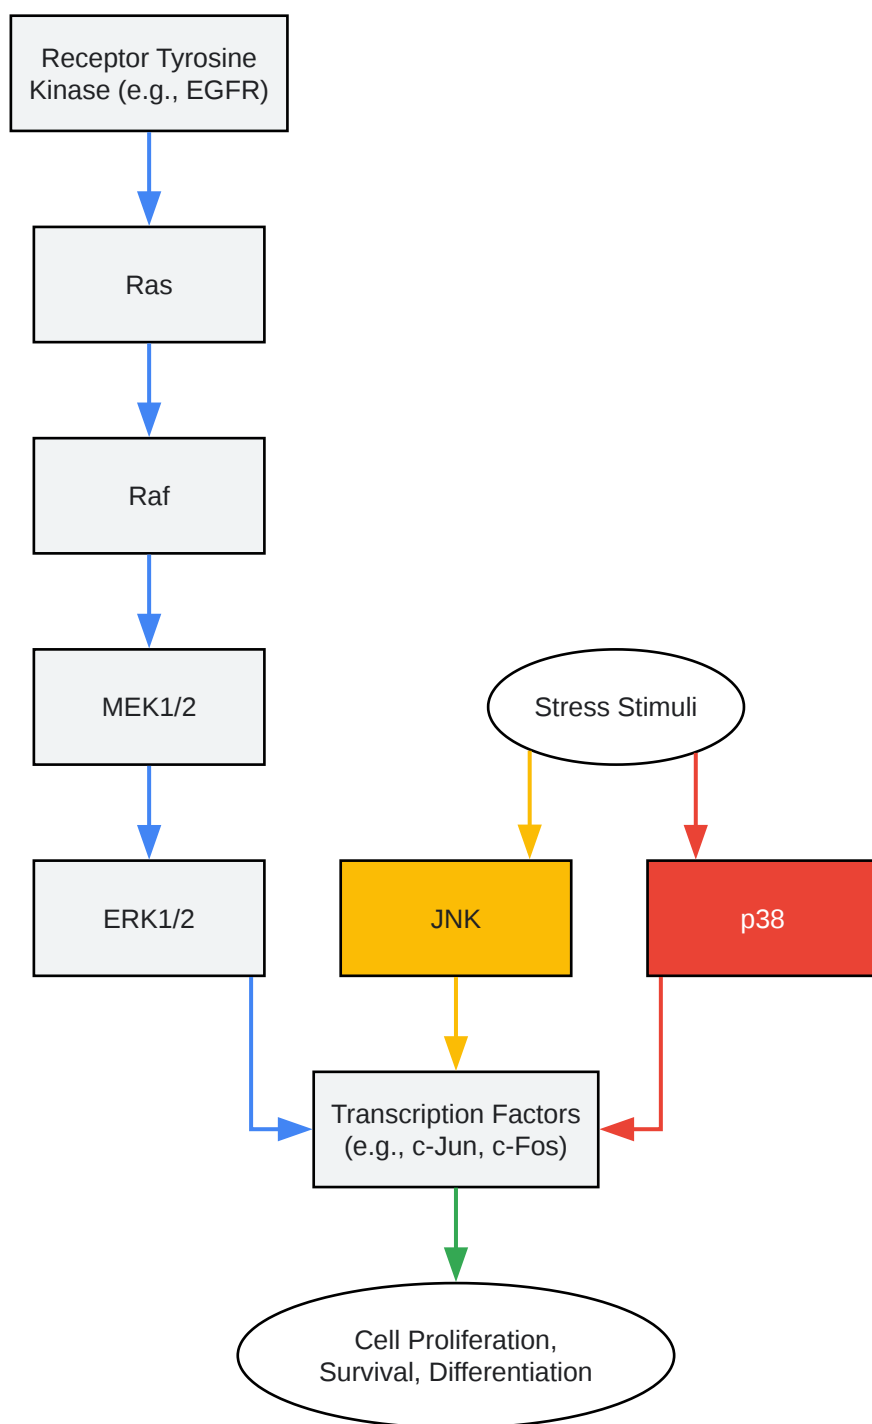 Receptor Tyrosine
Kinase (e.g., EGFR)
Ras
Raf
MEK1/2
Stress Stimuli
ERK1/2
JNK
p38
Transcription Factors
(e.g., c-Jun, c-Fos)
Cell Proliferation,
Survival, Differentiation